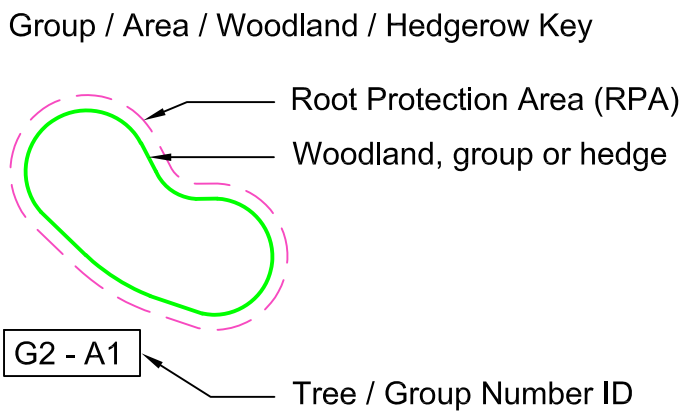 Group / Area / Woodland / Hedgerow Key
Root Protection Area (RPA)
Woodland, group or hedge
G2 - A1
Tree / Group Number ID